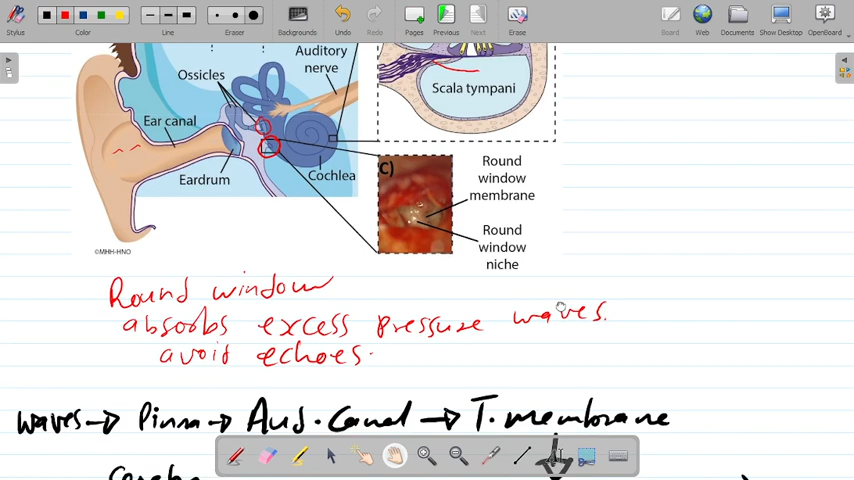 Stylus
Color
Line
Eraser
Backgrounds
Undo
Redo
Pages
Previous
Next
Erase
Board
Web
Documents
Show Desktop
OpenBoard
Auditory
nerve
Ossicles
Ear canal
Eardrum
Cochlea
©MHH-HNO
Scala tympani
C)
Round
window
membrane
Round
window
niche
Round window
absorbs excess pressure waves.
avoid echoes.
waves → Pinna → Aud. Canal → T. membrane